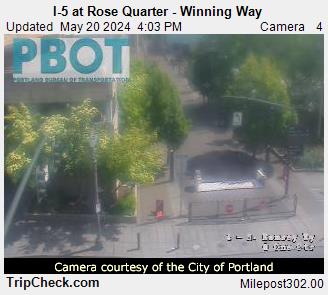 I-5 at Rose Quarter - Winning Way
Updated May 20 2024 4:03 PM Camera 4
PBOT
PORTLAND BUREAU OF TRANSPORTATION
Camera courtesy of the City of Portland
TripCheck.com Milepost302.00